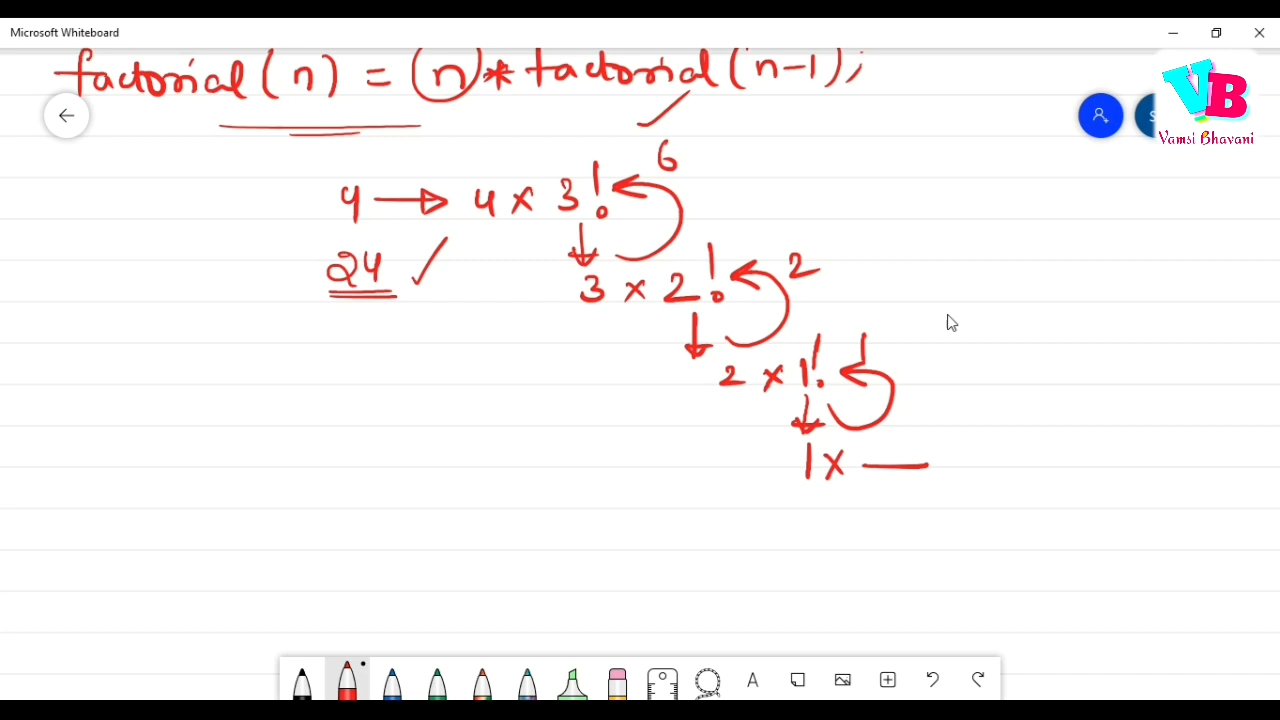 Microsoft Whiteboard
factorial(n) = n * factorial(n-1);
VB
Vamsi Bhavani
6
4 → 4 x 3!
24 ✓
3 x 2! 2
2 x 1! 1
1 x —
A